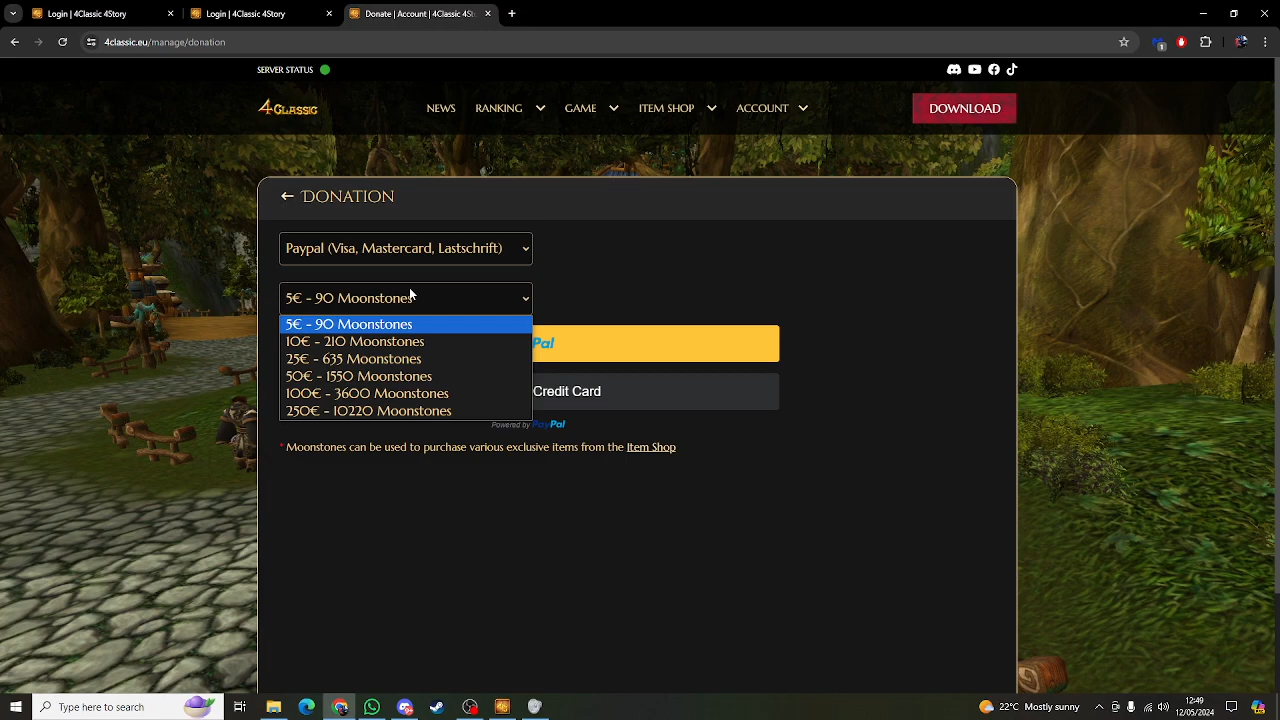 Login | 4Classic 4Story
Login | 4Classic 4Story
Donate | Account | 4Classic 4St
4classic.eu/manage/donation
1
SERVER STATUS
4Classic
NEWS
RANKING
GAME
ITEM SHOP
ACCOUNT
DOWNLOAD
DONATION
Paypal (Visa, Mastercard, Lastschrift)
5€ - 90 Moonstones
5€ - 90 Moonstones
10€ - 210 Moonstones
25€ - 635 Moonstones
50€ - 1550 Moonstones
100€ - 3600 Moonstones
250€ - 10220 Moonstones
Pal
Credit Card
Powered by PayPal
* Moonstones can be used to purchase various exclusive items from the Item Shop
Type here to search
22°C Mostly sunny
12:49
12/05/2024